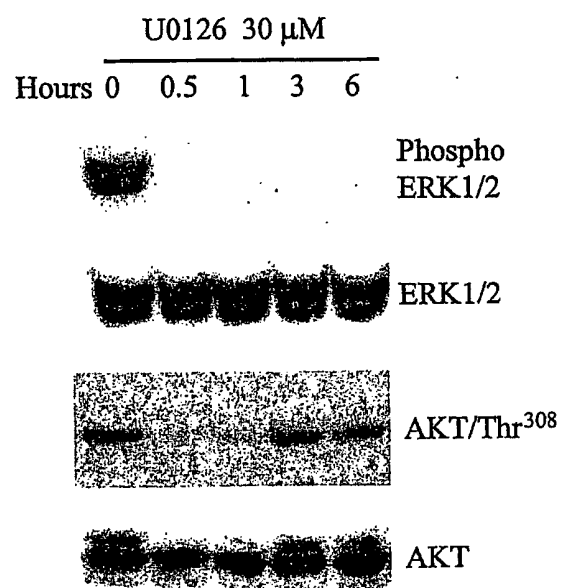 U0126 30 µM
Hours 0 0.5 1 3 6
Phospho
ERK1/2
ERK1/2
AKT/Thr308
AKT